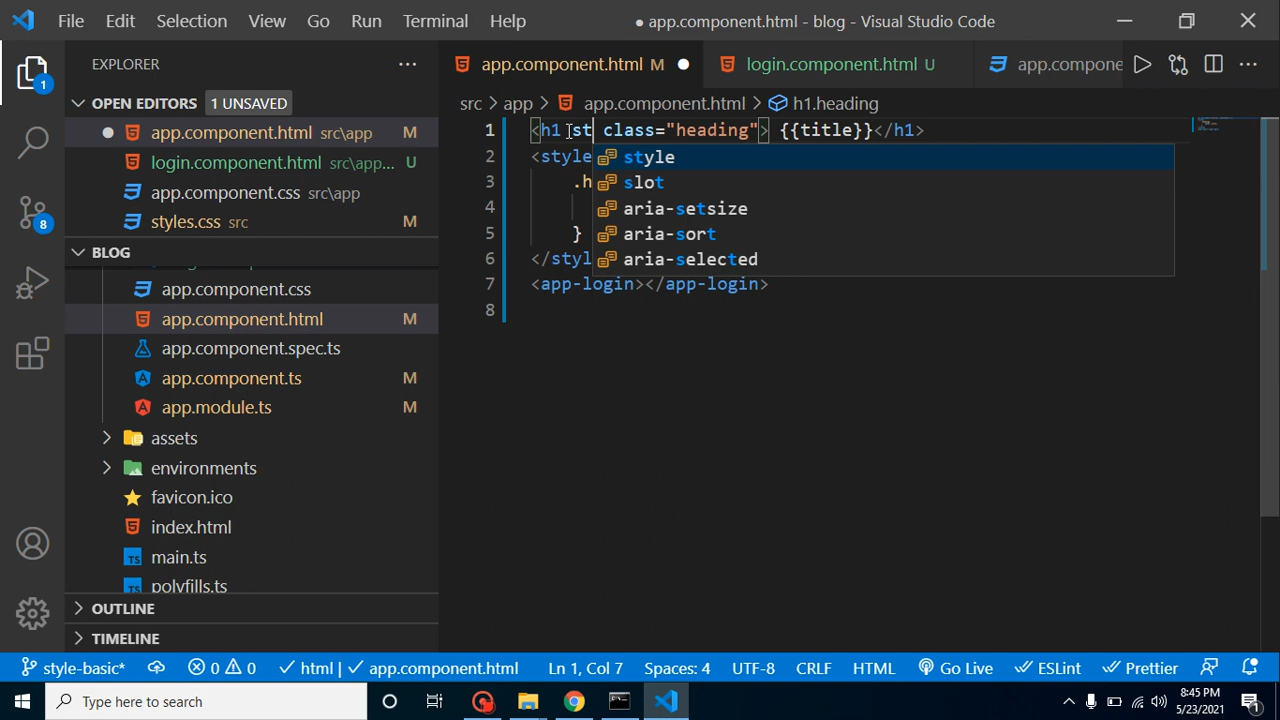 File Edit Selection View Go Run Terminal Help ● app.component.html - blog - Visual Studio Code
EXPLORER
app.component.html M
login.component.html U
app.compone
OPEN EDITORS 1 UNSAVED
src app app.component.html h1.heading
app.component.html src\app M
login.component.html src\app... U
app.component.css src\app
styles.css src M
BLOG
app.component.css
app.component.html M
app.component.spec.ts
app.component.ts M
app.module.ts M
assets
environments
favicon.ico
index.html
main.ts
polyfills.ts
OUTLINE
TIMELINE
1 <h1 st class="heading"> {{title}}</h1>
2 <style
3 .h
4
5 }
6 </styl
7 <app-login></app-login>
8
style
slot
aria-setsize
aria-sort
aria-selected
1
8
style-basic* 0 0 html | app.component.html Ln 1, Col 7 Spaces: 4 UTF-8 CRLF HTML Go Live ESLint Prettier
Type here to search
8:45 PM
5/23/2021
1